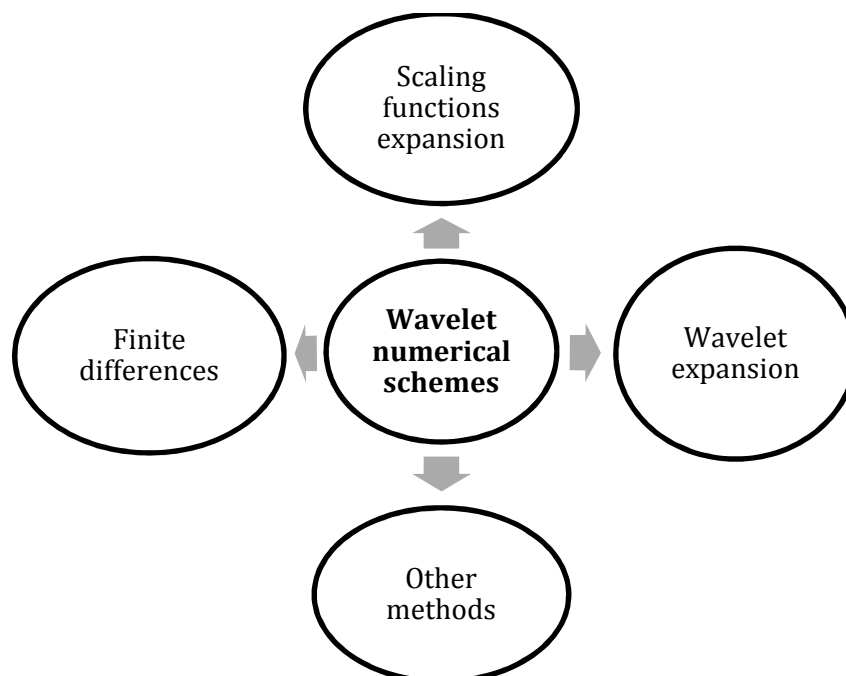 Scaling
functions
expansion
Finite
differences
Wavelet
numerical
schemes
Wavelet
expansion
Other
methods